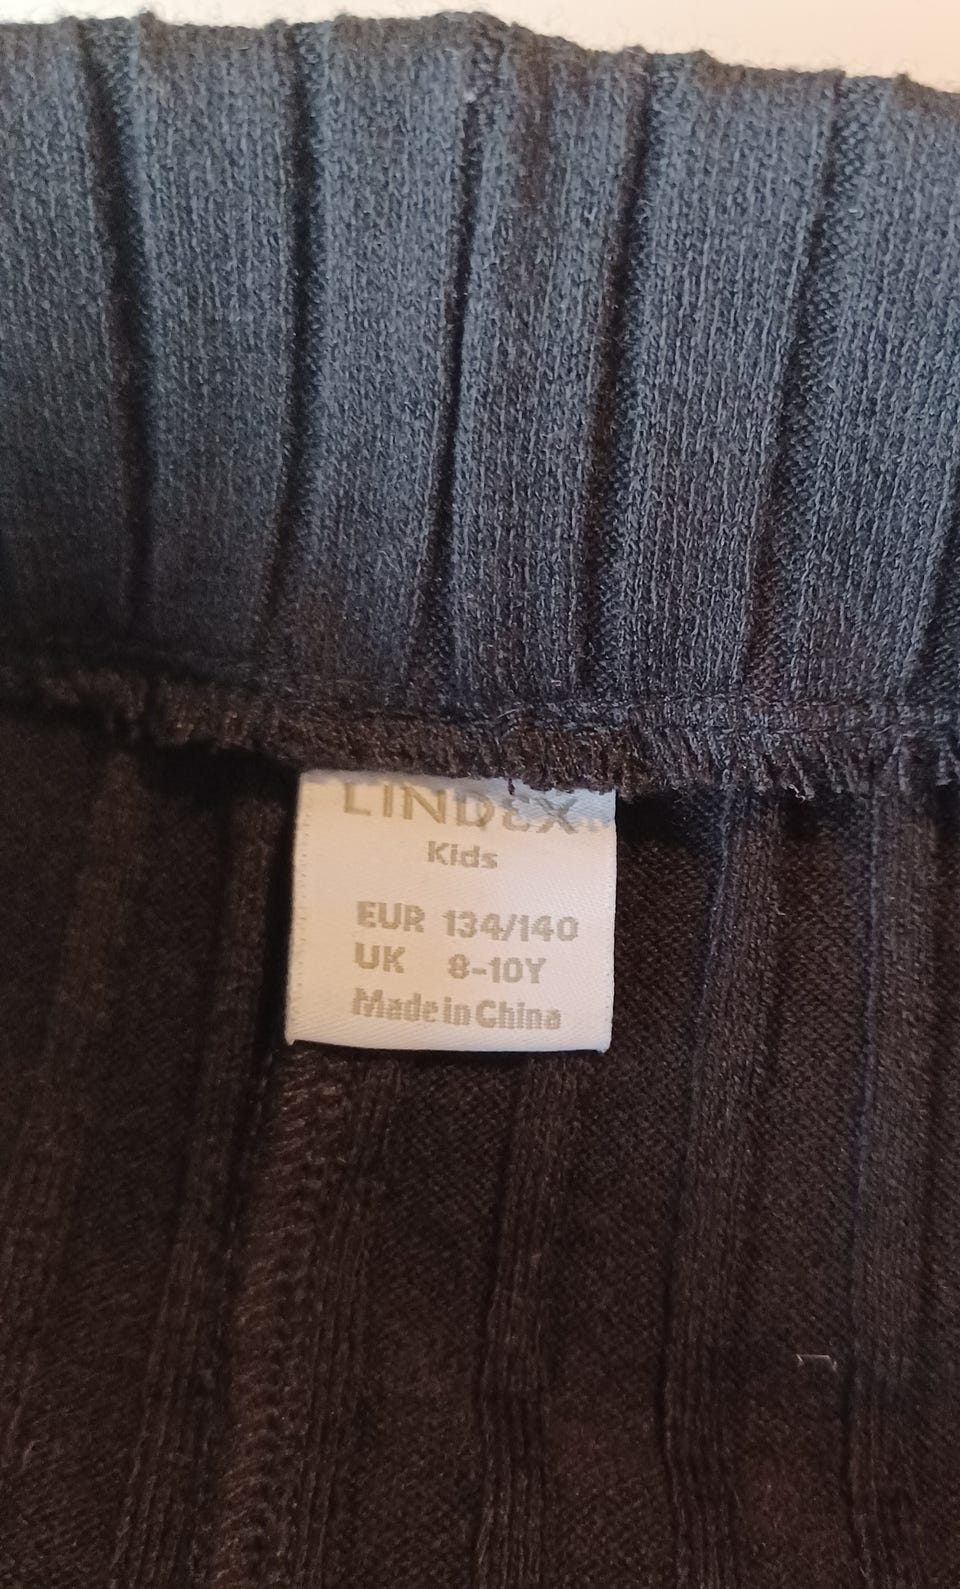 LINDEX
Kids
EUR 134/140
UK 8-10Y
Made in China